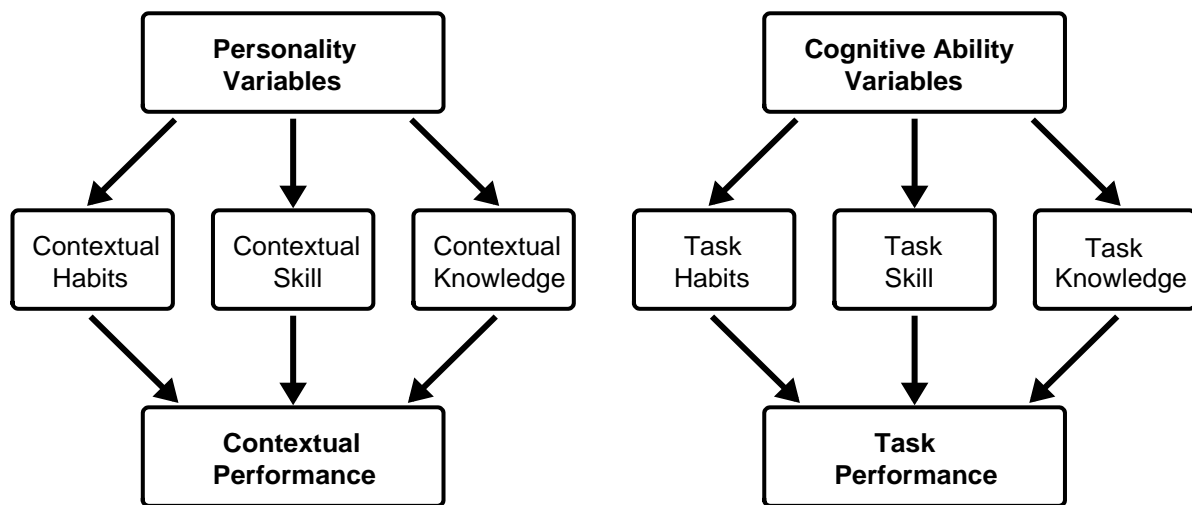 Personality
Variables
Cognitive Ability
Variables
Contextual
Habits
Contextual
Skill
Contextual
Knowledge
Task
Habits
Task
Skill
Task
Knowledge
Contextual
Performance
Task
Performance